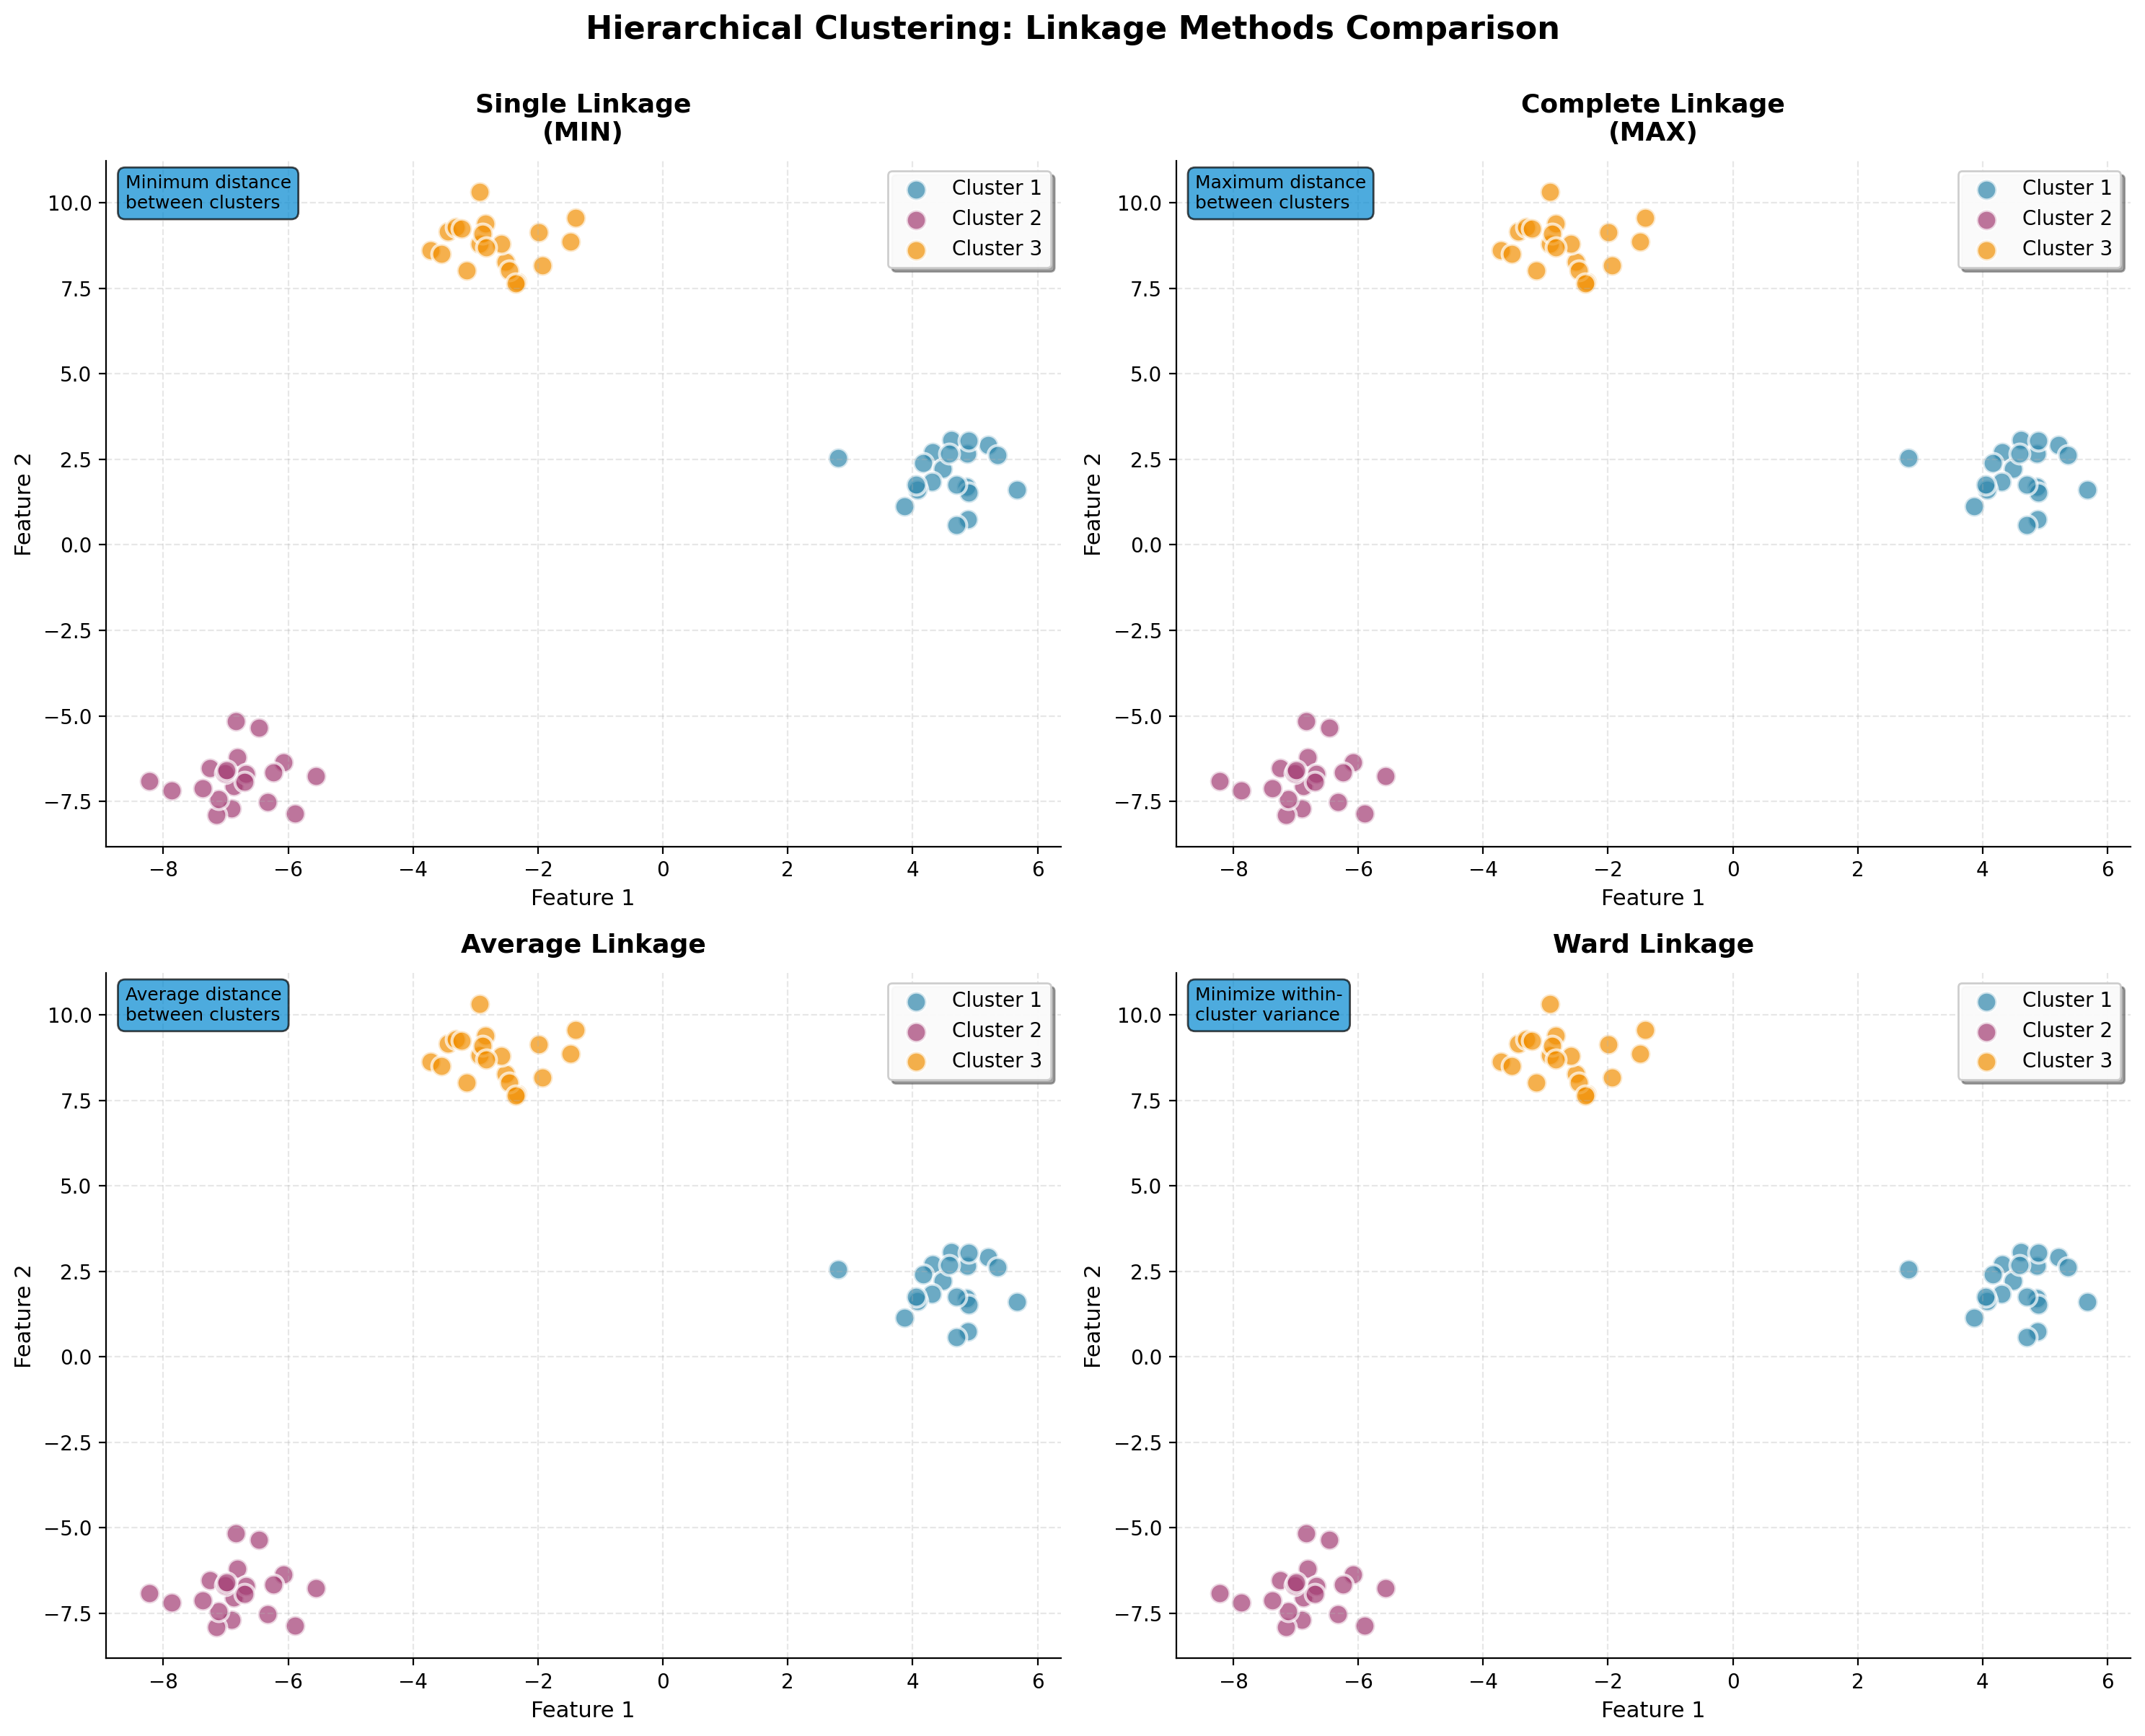 Hierarchical Clustering: Linkage Methods Comparison
Single Linkage
(MIN)
Minimum distance
between clusters
Cluster 1
Cluster 2
Cluster 3
10.0
7.5
5.0
2.5
0.0
−2.5
−5.0
−7.5
Feature 2
−8 −6 −4 −2 0 2 4 6
Feature 1
Complete Linkage
(MAX)
Maximum distance
between clusters
Cluster 1
Cluster 2
Cluster 3
10.0
7.5
5.0
2.5
0.0
−2.5
−5.0
−7.5
Feature 2
−8 −6 −4 −2 0 2 4 6
Feature 1
Average Linkage
Average distance
between clusters
Cluster 1
Cluster 2
Cluster 3
10.0
7.5
5.0
2.5
0.0
−2.5
−5.0
−7.5
Feature 2
−8 −6 −4 −2 0 2 4 6
Feature 1
Ward Linkage
Minimize within-
cluster variance
Cluster 1
Cluster 2
Cluster 3
10.0
7.5
5.0
2.5
0.0
−2.5
−5.0
−7.5
Feature 2
−8 −6 −4 −2 0 2 4 6
Feature 1